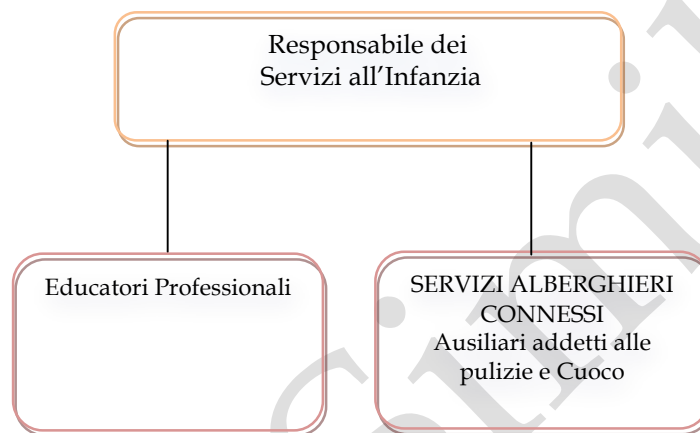 Responsabile dei
Servizi all'Infanzia
Educatori Professionali
SERVIZI ALBERGHIERI
CONNESSI
Ausiliari addetti alle
pulizie e Cuoco